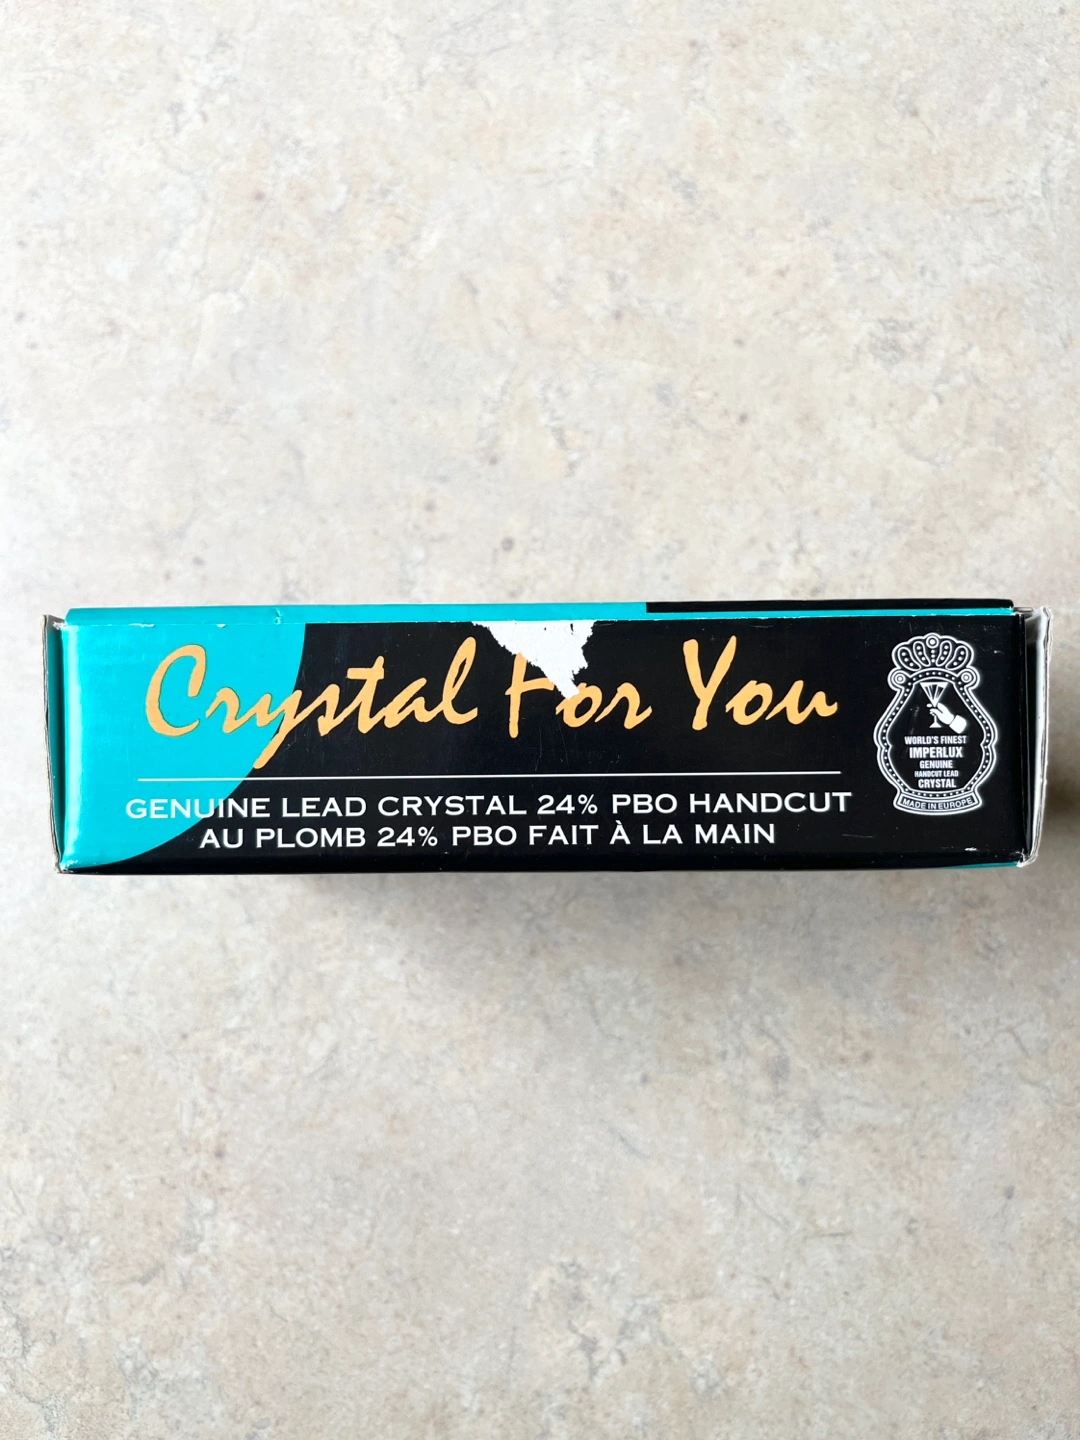 Crystal For You
GENUINE LEAD CRYSTAL 24% PBO HANDCUT
AU PLOMB 24% PBO FAIT À LA MAIN
WORLD'S FINEST
IMPERLUX
GENUINE
HANDCUT LEAD
CRYSTAL
MADE IN EUROPE